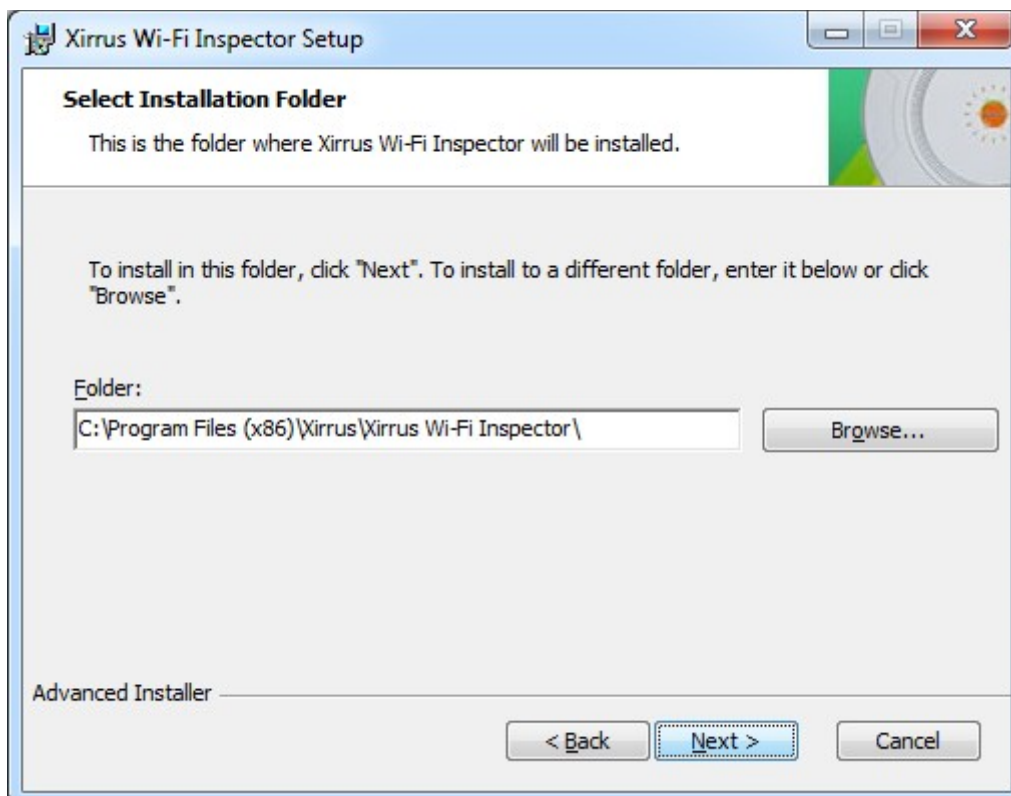 Xirrus Wi-Fi Inspector Setup
Select Installation Folder
This is the folder where Xirrus Wi-Fi Inspector will be installed.
To install in this folder, click "Next". To install to a different folder, enter it below or click
"Browse".
Folder:
C:\Program Files (x86)\Xirrus\Xirrus Wi-Fi Inspector\
Browse...
Advanced Installer
< Back
Next >
Cancel